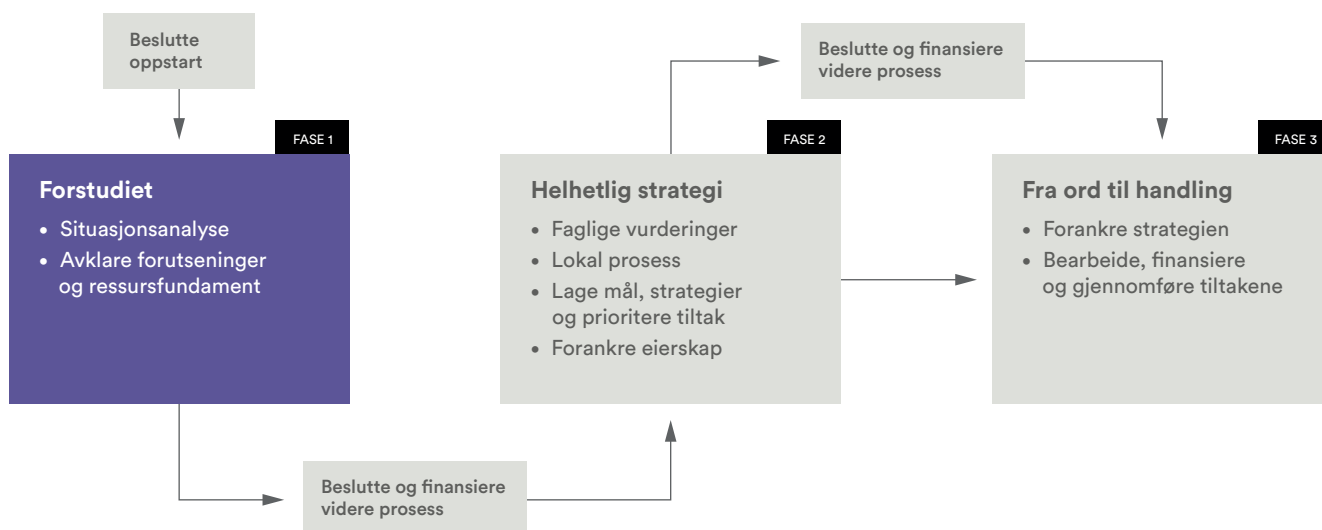 Beslutte
oppstart
FASE 1
Forstudiet
• Situasjonsanalyse
• Avklare forutseninger
og ressursfundament
Beslutte og finansiere
videre prosess
FASE 2
Helhetlig strategi
• Faglige vurderinger
• Lokal prosess
• Lage mål, strategier
og prioritere tiltak
• Forankre eierskap
Beslutte og finansiere
videre prosess
FASE 3
Fra ord til handling
• Forankre strategien
• Bearbeide, finansiere
og gjennomføre tiltakene